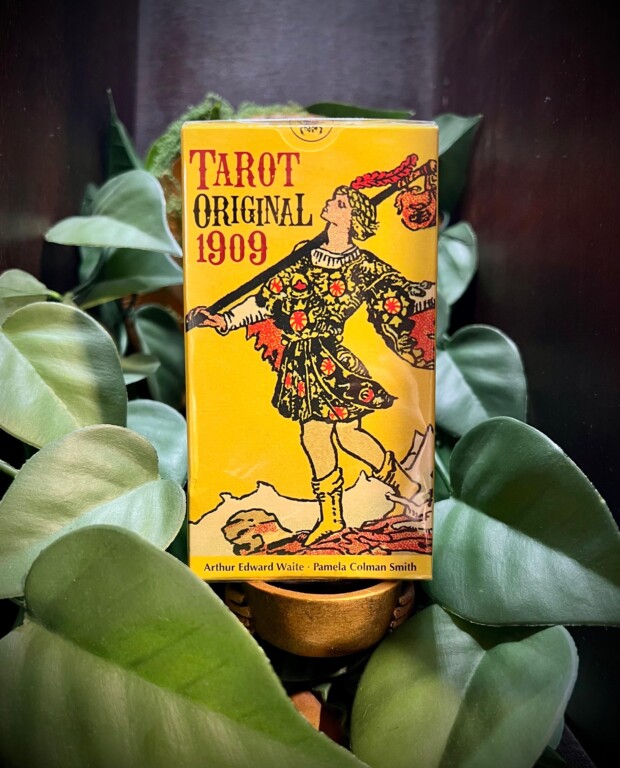 TAROT
ORIGINAL
1909
Arthur Edward Waite · Pamela Colman Smith